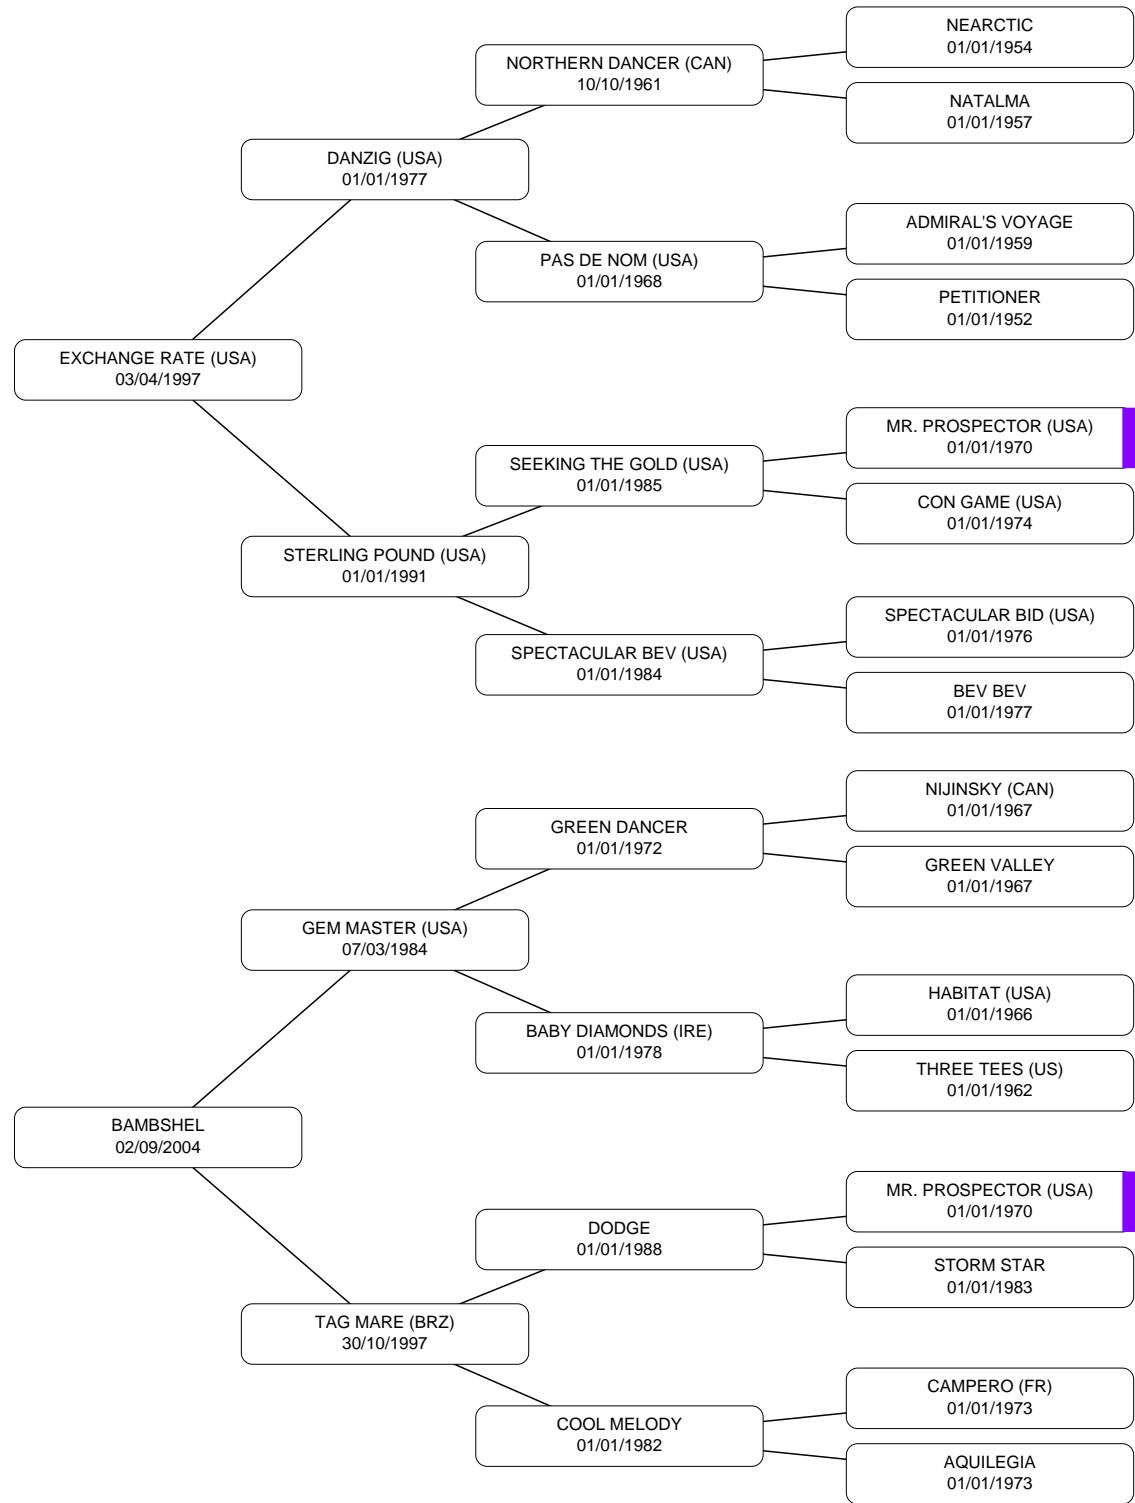 NEARCTIC
01/01/1954
NORTHERN DANCER (CAN)
10/10/1961
NATALMA
01/01/1957
DANZIG (USA)
01/01/1977
ADMIRAL'S VOYAGE
01/01/1959
PAS DE NOM (USA)
01/01/1968
PETITIONER
01/01/1952
EXCHANGE RATE (USA)
03/04/1997
MR. PROSPECTOR (USA)
01/01/1970
SEEKING THE GOLD (USA)
01/01/1985
CON GAME (USA)
01/01/1974
STERLING POUND (USA)
01/01/1991
SPECTACULAR BID (USA)
01/01/1976
SPECTACULAR BEV (USA)
01/01/1984
BEV BEV
01/01/1977
NIJINSKY (CAN)
01/01/1967
GREEN DANCER
01/01/1972
GREEN VALLEY
01/01/1967
GEM MASTER (USA)
07/03/1984
HABITAT (USA)
01/01/1966
BABY DIAMONDS (IRE)
01/01/1978
THREE TEES (US)
01/01/1962
BAMBSHEL
02/09/2004
MR. PROSPECTOR (USA)
01/01/1970
DODGE
01/01/1988
STORM STAR
01/01/1983
TAG MARE (BRZ)
30/10/1997
CAMPERO (FR)
01/01/1973
COOL MELODY
01/01/1982
AQUILEGIA
01/01/1973